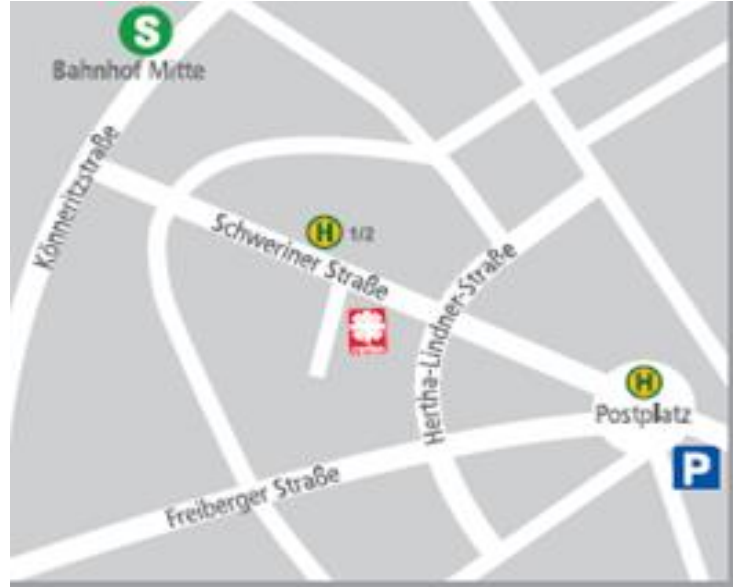 S
Bahnhof Mitte
Könneritzstraße
H 1/2
Schweriner Straße
Hertha-Lindner-Straße
H
Postplatz
P
Freiberger Straße